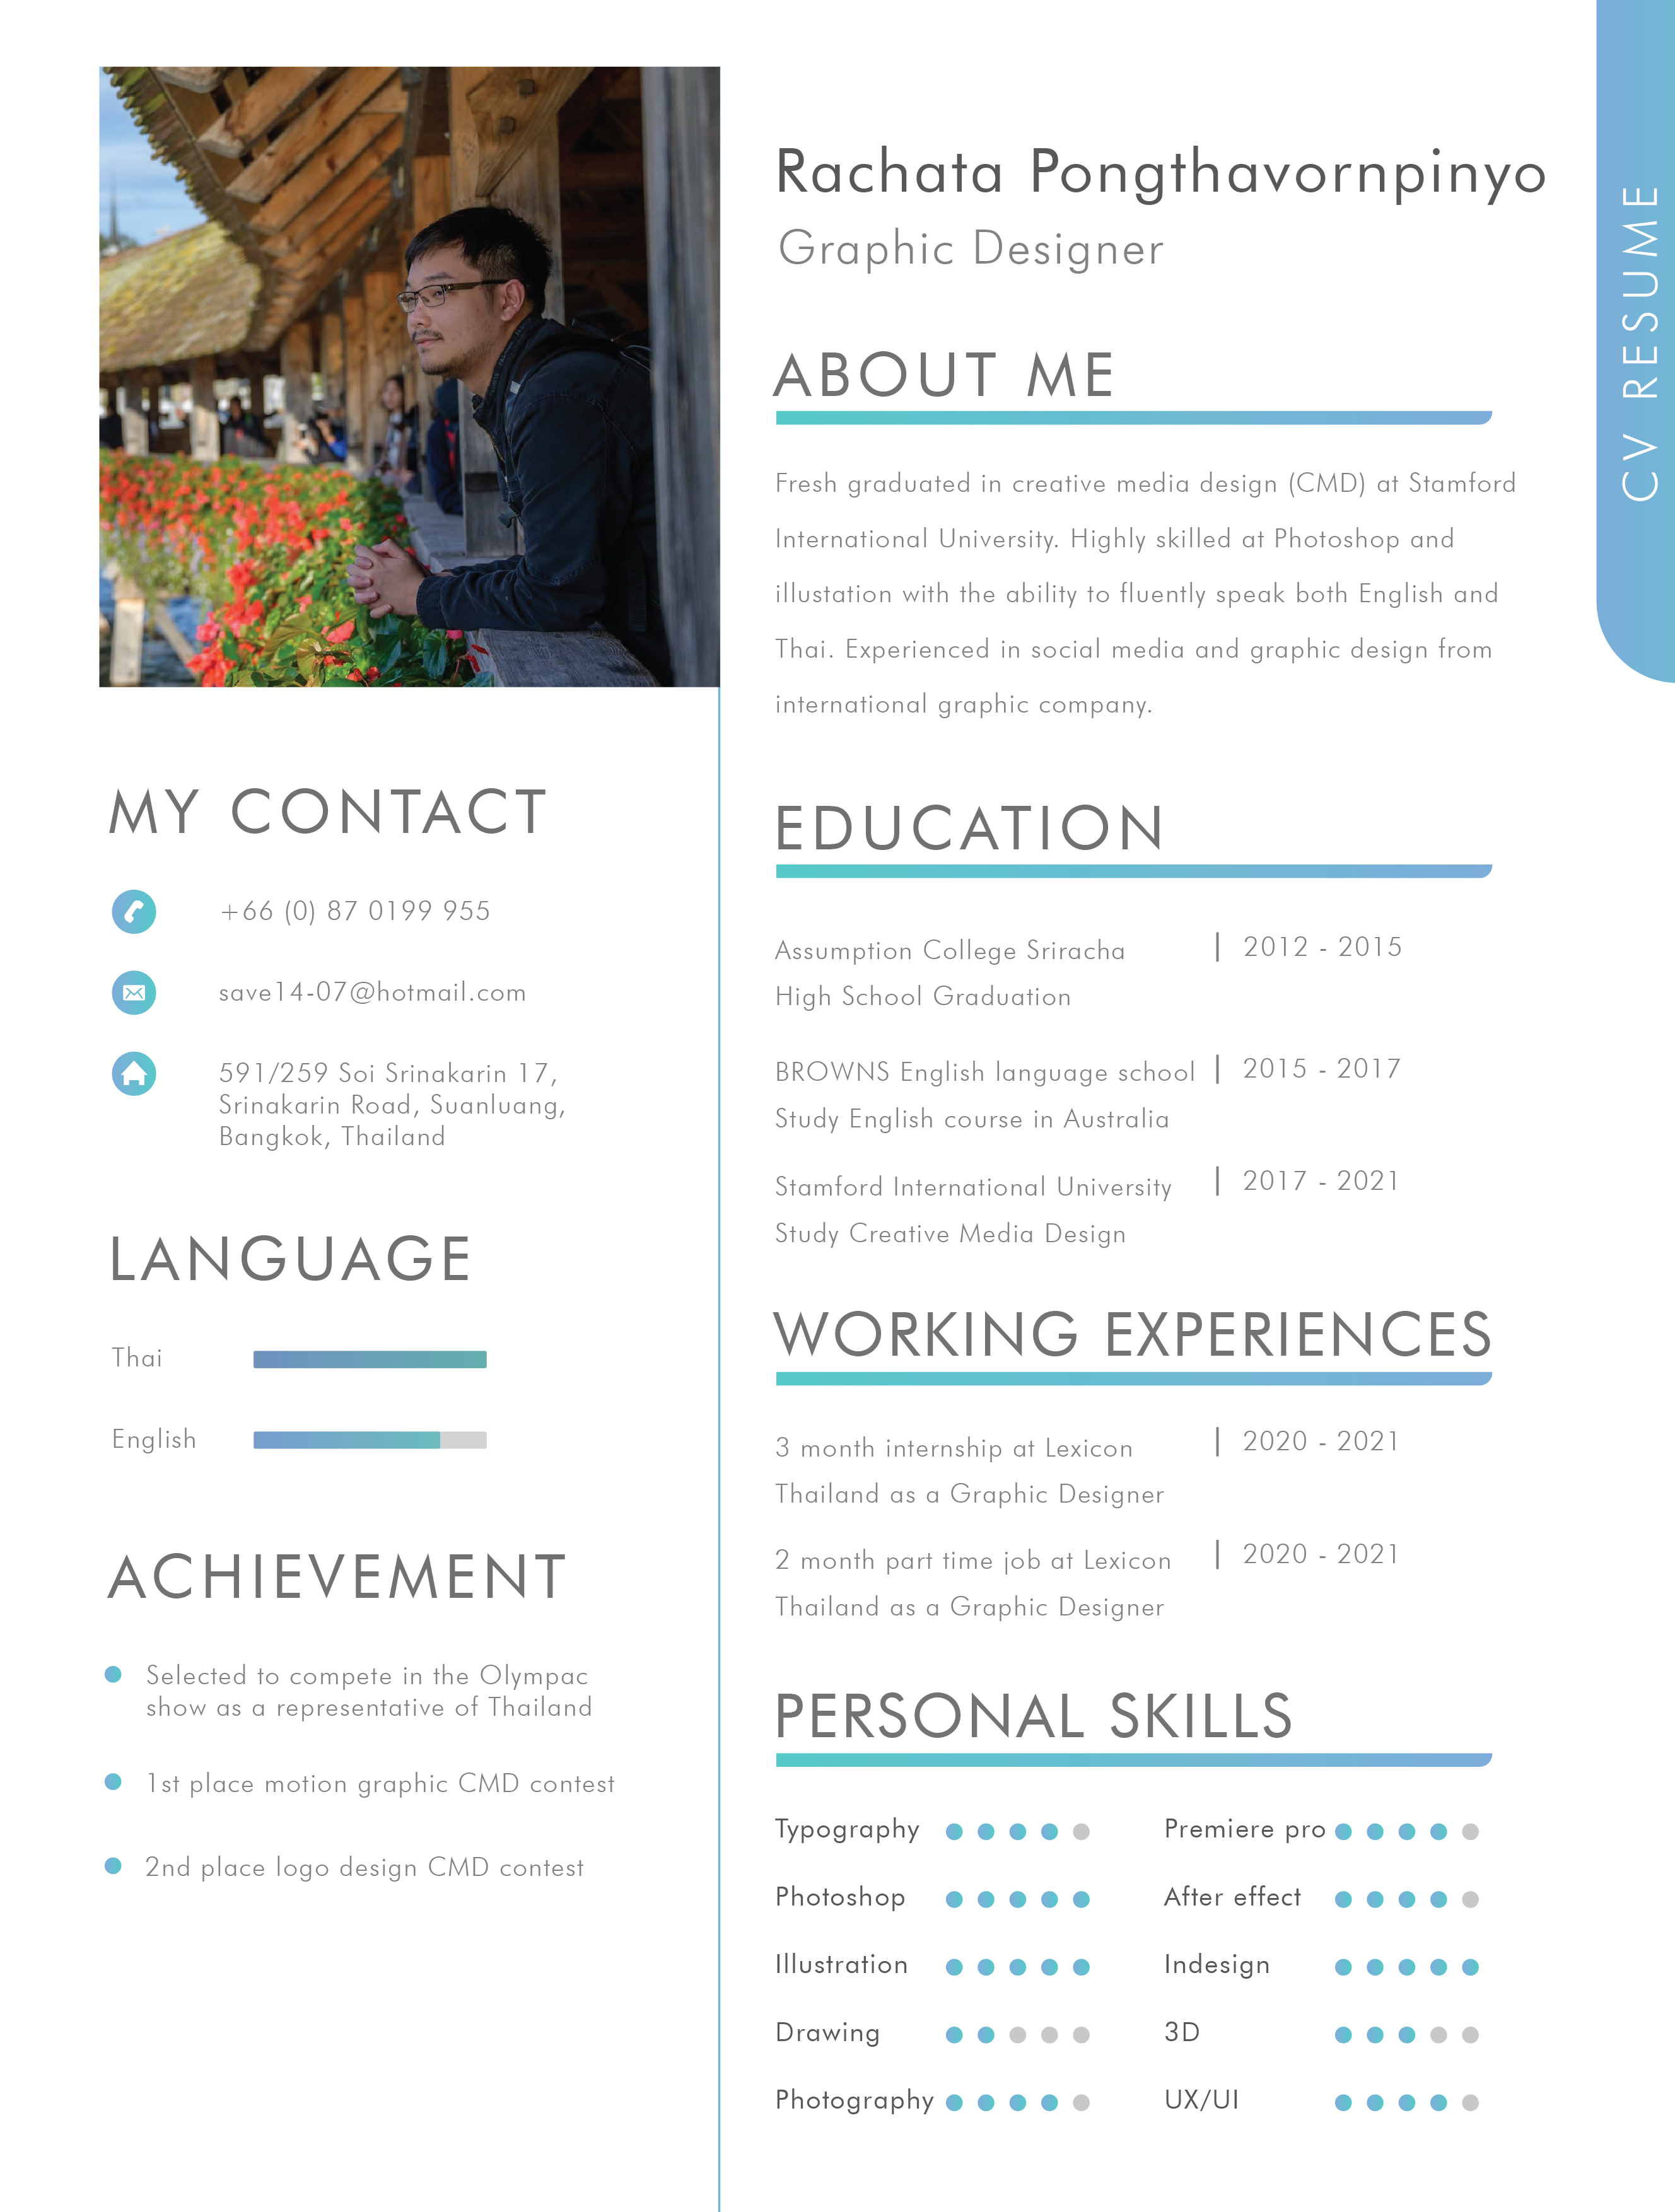 CV RESUME
Rachata Pongthavornpinyo
Graphic Designer
ABOUT ME
Fresh graduated in creative media design (CMD) at Stamford
International University. Highly skilled at Photoshop and
illustation with the ability to fluently speak both English and
Thai. Experienced in social media and graphic design from
international graphic company.
MY CONTACT
+66 (0) 87 0199 955
save14-07@hotmail.com
591/259 Soi Srinakarin 17,
Srinakarin Road, Suanluang,
Bangkok, Thailand
LANGUAGE
Thai
English
ACHIEVEMENT
Selected to compete in the Olympac
show as a representative of Thailand
1st place motion graphic CMD contest
2nd place logo design CMD contest
EDUCATION
Assumption College Sriracha | 2012 - 2015
High School Graduation
BROWNS English language school | 2015 - 2017
Study English course in Australia
Stamford International University | 2017 - 2021
Study Creative Media Design
WORKING EXPERIENCES
3 month internship at Lexicon | 2020 - 2021
Thailand as a Graphic Designer
2 month part time job at Lexicon | 2020 - 2021
Thailand as a Graphic Designer
PERSONAL SKILLS
Typography
Photoshop
Illustration
Drawing
Photography
Premiere pro
After effect
Indesign
3D
UX/UI